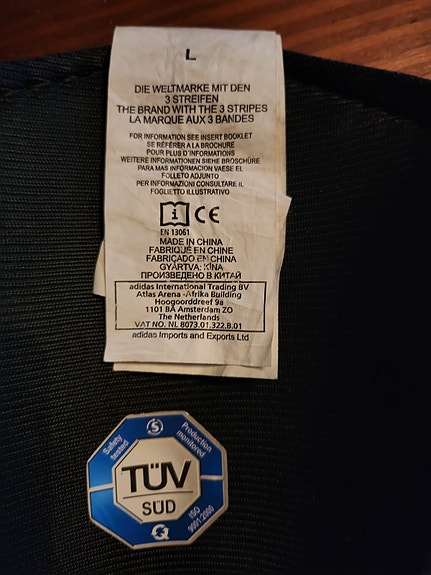 L
DIE WELTMARKE MIT DEN
3 STREIFEN
THE BRAND WITH THE 3 STRIPES
LA MARQUE AUX 3 BANDES
FOR INFORMATION SEE INSERT BOOKLET
SE RÉFÉRER A LA BROCHURE
POUR PLUS D'INFORMATIONS
WEITERE INFORMATIONEN SIEHE BROSCHÜRE
PARA MAS INFORMACION VAESE EL
FOLLETO ADJUNTO
PER INFORMAZIONI CONSULTARE IL
FOGLIETTO ILLUSTRATIVO
i CE
EN 13061
MADE IN CHINA
FABRIQUÉ EN CHINE
FABRICADO EN CHINA
GYÁRTVA: KÍNA
ПРОИЗВЕДЕНО В КИТАЙ
adidas International Trading BV
Atlas Arena -Afrika Building
Hoogoorddreef 9a
1101 BA Amsterdam ZO
The Netherlands
VAT NO. NL 8073.01.322.B.01
adidas Imports and Exports Ltd
Safety
tested
Production
monitored
TÜV
SÜD
ISO
9001:2000